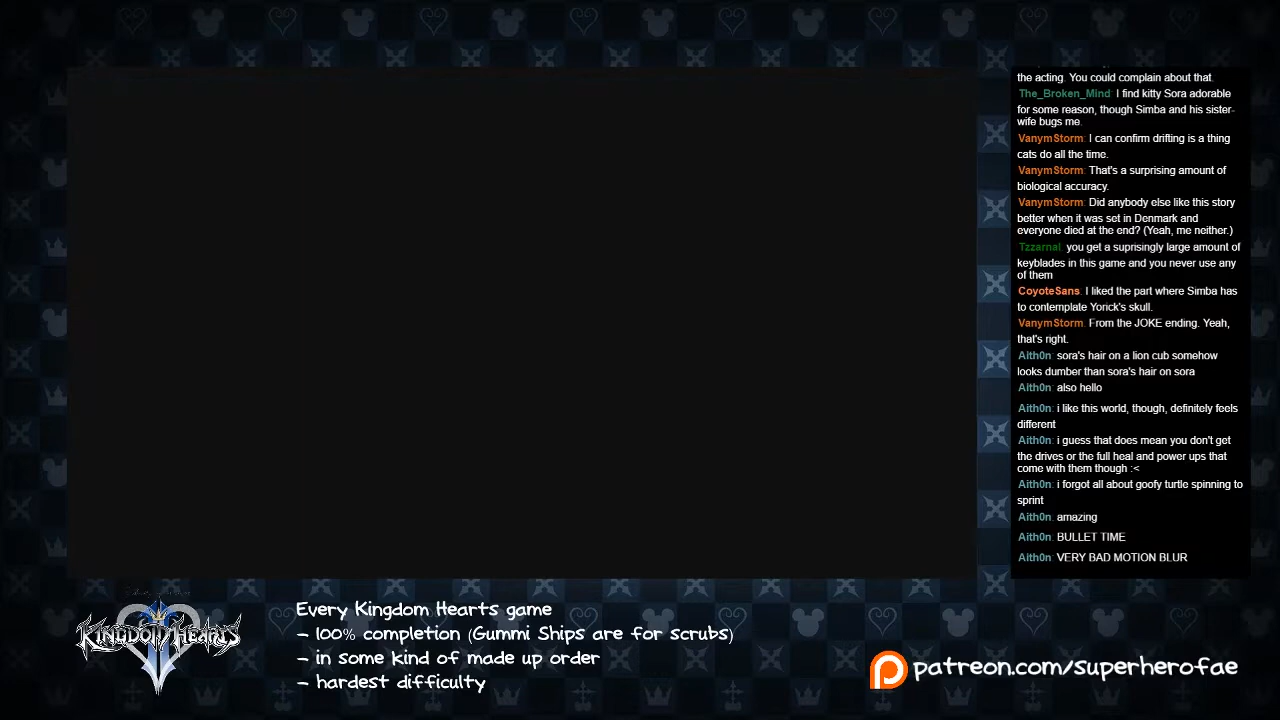 the acting. You could complain about that.
The_Broken_Mind: I find kitty Sora adorable
for some reason, though Simba and his sister-
wife bugs me.
VanymStorm: I can confirm drifting is a thing
cats do all the time.
VanymStorm: That's a surprising amount of
biological accuracy.
VanymStorm: Did anybody else like this story
better when it was set in Denmark and
everyone died at the end? (Yeah, me neither.)
Tzzarnal: you get a suprisingly large amount of
keyblades in this game and you never use any
of them
CoyoteSans: I liked the part where Simba has
to contemplate Yorick's skull.
VanymStorm: From the JOKE ending. Yeah,
that's right.
Aith0n: sora's hair on a lion cub somehow
looks dumber than sora's hair on sora
Aith0n: also hello
Aith0n: i like this world, though, definitely feels
different
Aith0n: i guess that does mean you don't get
the drives or the full heal and power ups that
come with them though :<
Aith0n: i forgot all about goofy turtle spinning to
sprint
Aith0n: amazing
Aith0n: BULLET TIME
Aith0n: VERY BAD MOTION BLUR
KINGDOM HEARTS
II
Every Kingdom Hearts game
- 100% completion (Gummi Ships are for scrubs)
- in some kind of made up order
- hardest difficulty
patreon.com/superherofae